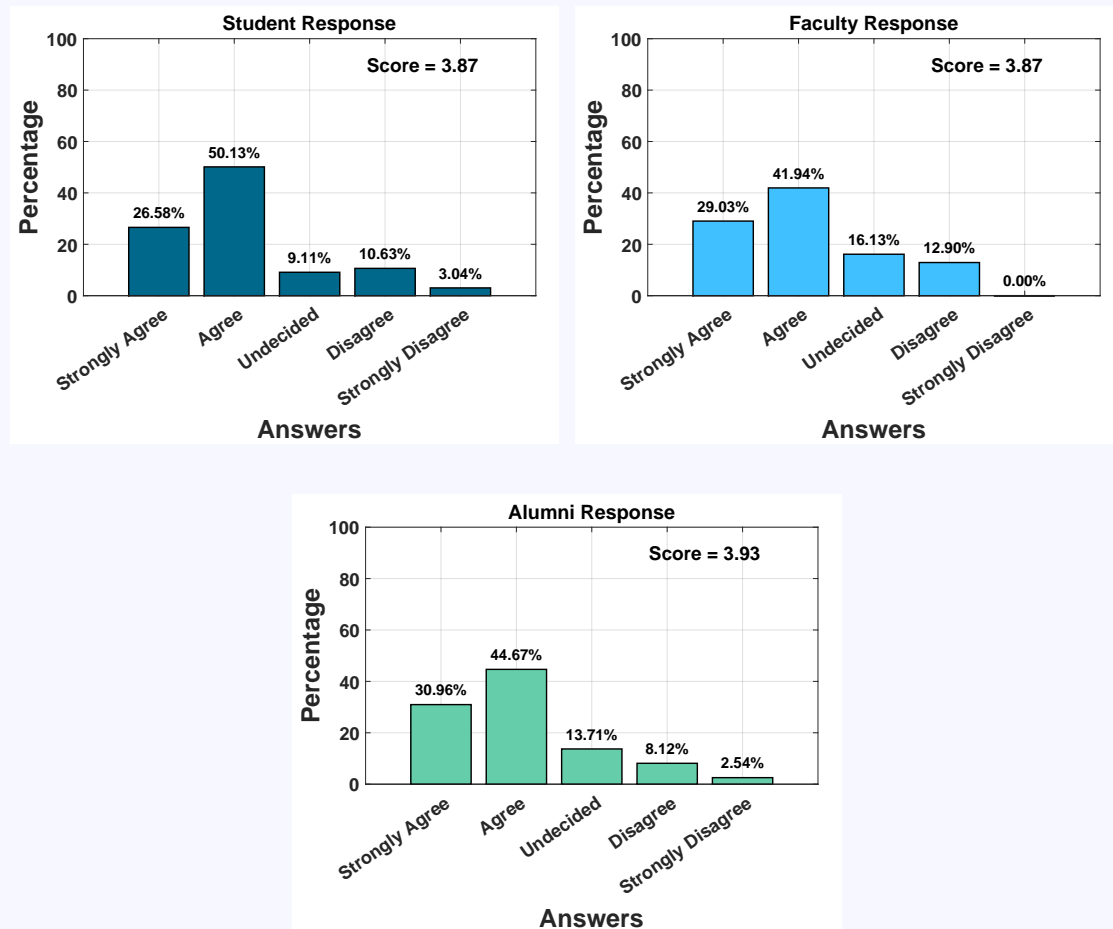 Student Response
Score = 3.87
Percentage
100
80
60
40
20
0
26.58%
50.13%
9.11%
10.63%
3.04%
Strongly Agree
Agree
Undecided
Disagree
Strongly Disagree
Answers
Faculty Response
Score = 3.87
Percentage
100
80
60
40
20
0
29.03%
41.94%
16.13%
12.90%
0.00%
Strongly Agree
Agree
Undecided
Disagree
Strongly Disagree
Answers
Alumni Response
Score = 3.93
Percentage
100
80
60
40
20
0
30.96%
44.67%
13.71%
8.12%
2.54%
Strongly Agree
Agree
Undecided
Disagree
Strongly Disagree
Answers